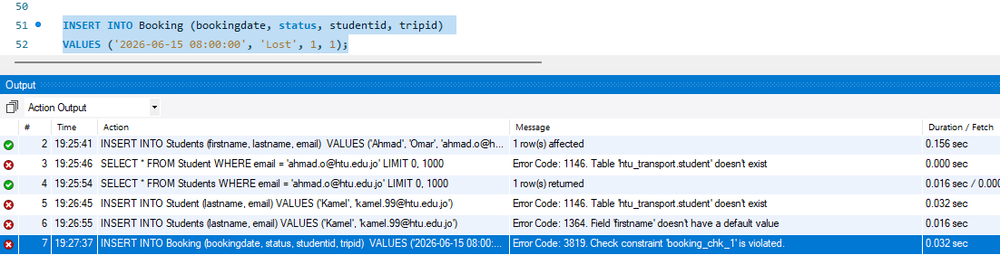 50
51 INSERT INTO Booking (bookingdate, status, studentid, tripid)
52 VALUES ('2026-06-15 08:00:00', 'Lost', 1, 1);
Output
Action Output
# Time Action Message Duration / Fetch
2 19:25:41 INSERT INTO Students (firstname, lastname, email) VALUES ('Ahmad', 'Omar', 'ahmad.o@h... 1 row(s) affected 0.156 sec
3 19:25:46 SELECT * FROM Student WHERE email = 'ahmad.o@htu.edu.jo' LIMIT 0, 1000 Error Code: 1146. Table 'htu_transport.student' doesn't exist 0.000 sec
4 19:25:54 SELECT * FROM Students WHERE email = 'ahmad.o@htu.edu.jo' LIMIT 0, 1000 1 row(s) returned 0.016 sec / 0.000
5 19:26:45 INSERT INTO Student (lastname, email) VALUES ('Kamel', 'kamel.99@htu.edu.jo') Error Code: 1146. Table 'htu_transport.student' doesn't exist 0.032 sec
6 19:26:55 INSERT INTO Students (lastname, email) VALUES ('Kamel', 'kamel.99@htu.edu.jo') Error Code: 1364. Field 'firstname' doesn't have a default value 0.016 sec
7 19:27:37 INSERT INTO Booking (bookingdate, status, studentid, tripid) VALUES ('2026-06-15 08:00:... Error Code: 3819. Check constraint 'booking_chk_1' is violated. 0.032 sec